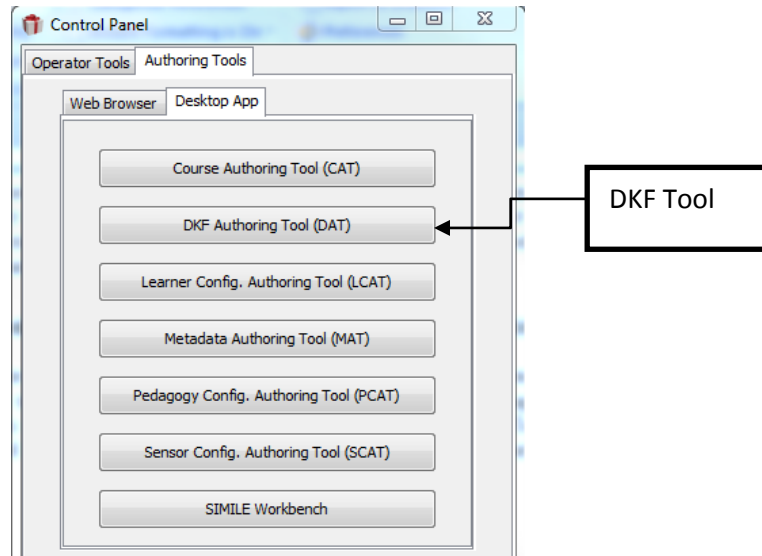 Control Panel
Operator Tools
Authoring Tools
Web Browser
Desktop App
Course Authoring Tool (CAT)
DKF Authoring Tool (DAT)
DKF Tool
Learner Config. Authoring Tool (LCAT)
Metadata Authoring Tool (MAT)
Pedagogy Config. Authoring Tool (PCAT)
Sensor Config. Authoring Tool (SCAT)
SIMILE Workbench